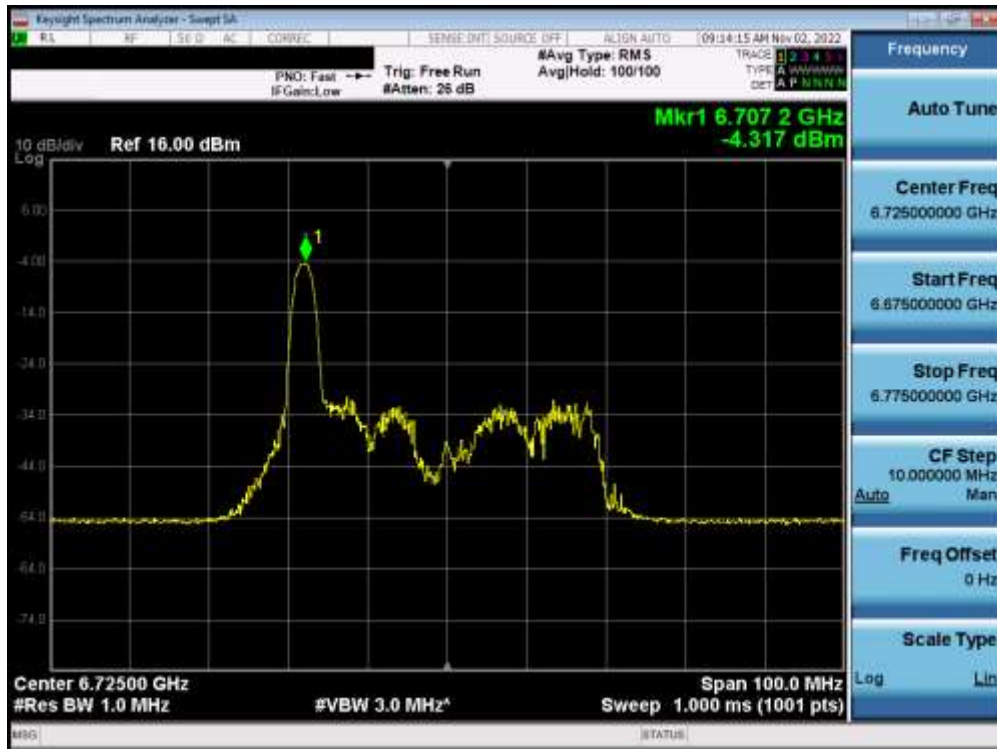 Keysight Spectrum Analyzer - Swept SA
RL RF 50 Ω AC CORREC SENSE:INT SOURCE OFF ALIGN AUTO 09:14:15 AM Nov 02, 2022
PNO: Fast
IFGain:Low
Trig: Free Run
#Atten: 26 dB
#Avg Type: RMS
Avg|Hold: 100/100
TRACE 1 2 3 4 5 6
TYPE A WWWWW
DET A P N N N N
Mkr1 6.707 2 GHz
-4.317 dBm
10 dB/div Ref 16.00 dBm
Log
1
6.00
-4.00
-14.0
-24.0
-34.0
-44.0
-54.0
-64.0
-74.0
Center 6.72500 GHz Span 100.0 MHz
#Res BW 1.0 MHz #VBW 3.0 MHz* Sweep 1.000 ms (1001 pts)
MSG STATUS
Frequency
Auto Tune
Center Freq
6.725000000 GHz
Start Freq
6.675000000 GHz
Stop Freq
6.775000000 GHz
CF Step
10.000000 MHz
Auto Man
Freq Offset
0 Hz
Scale Type
Log Lin